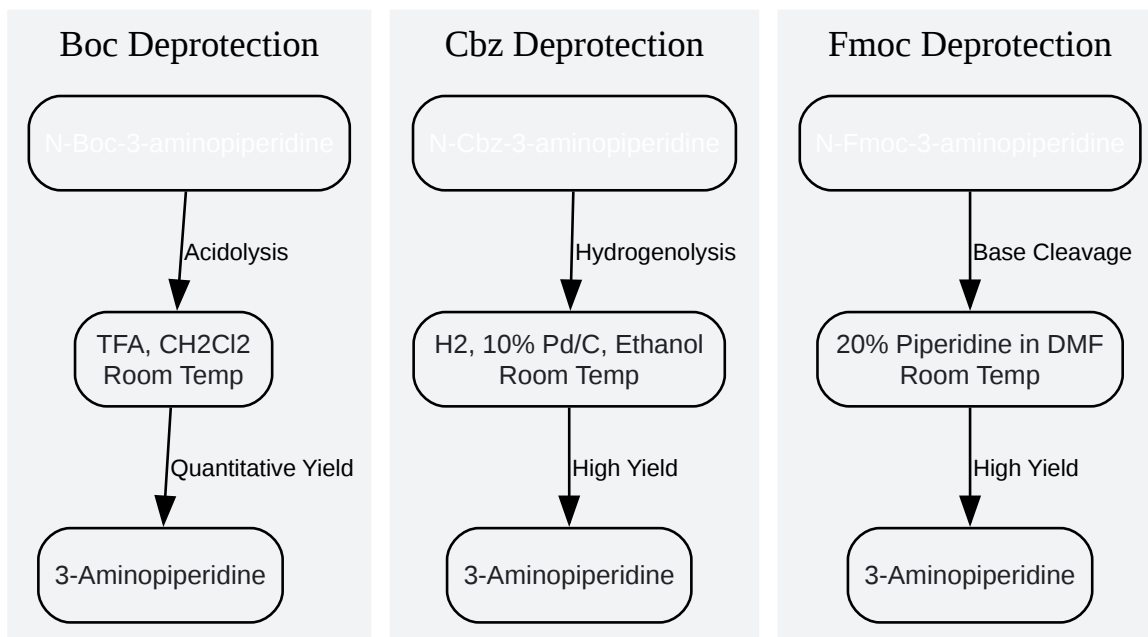 Boc Deprotection
N-Boc-3-aminopiperidine
Acidolysis
TFA, CH2Cl2
Room Temp
Quantitative Yield
3-Aminopiperidine
Cbz Deprotection
N-Cbz-3-aminopiperidine
Hydrogenolysis
H2, 10% Pd/C, Ethanol
Room Temp
High Yield
3-Aminopiperidine
Fmoc Deprotection
N-Fmoc-3-aminopiperidine
Base Cleavage
20% Piperidine in DMF
Room Temp
High Yield
3-Aminopiperidine